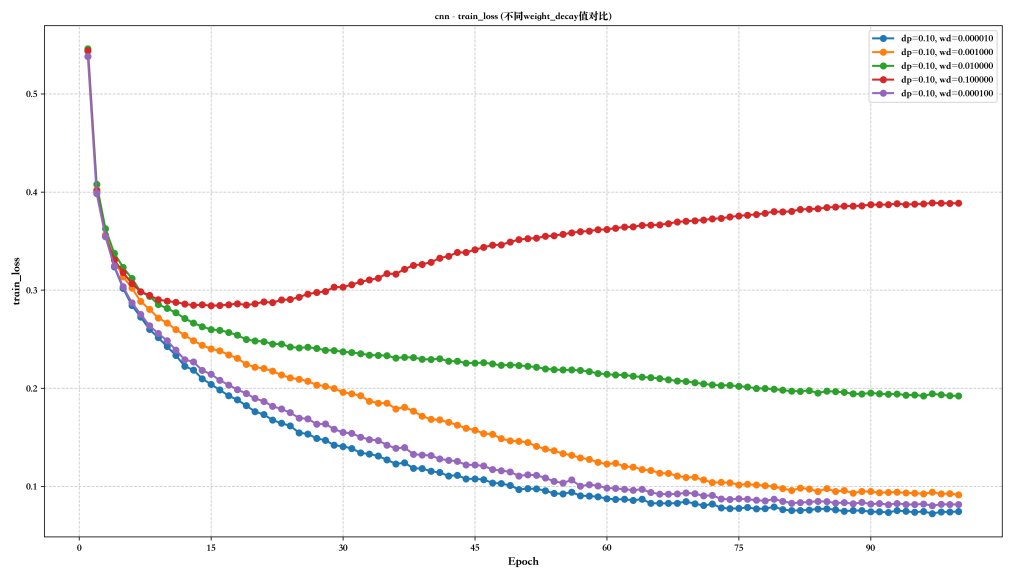 cnn - train_loss (不同weight_decay值对比)
dp=0.10, wd=0.000010
dp=0.10, wd=0.001000
dp=0.10, wd=0.010000
dp=0.10, wd=0.100000
dp=0.10, wd=0.000100
train_loss
0.5
0.4
0.3
0.2
0.1
0 15 30 45 60 75 90
Epoch